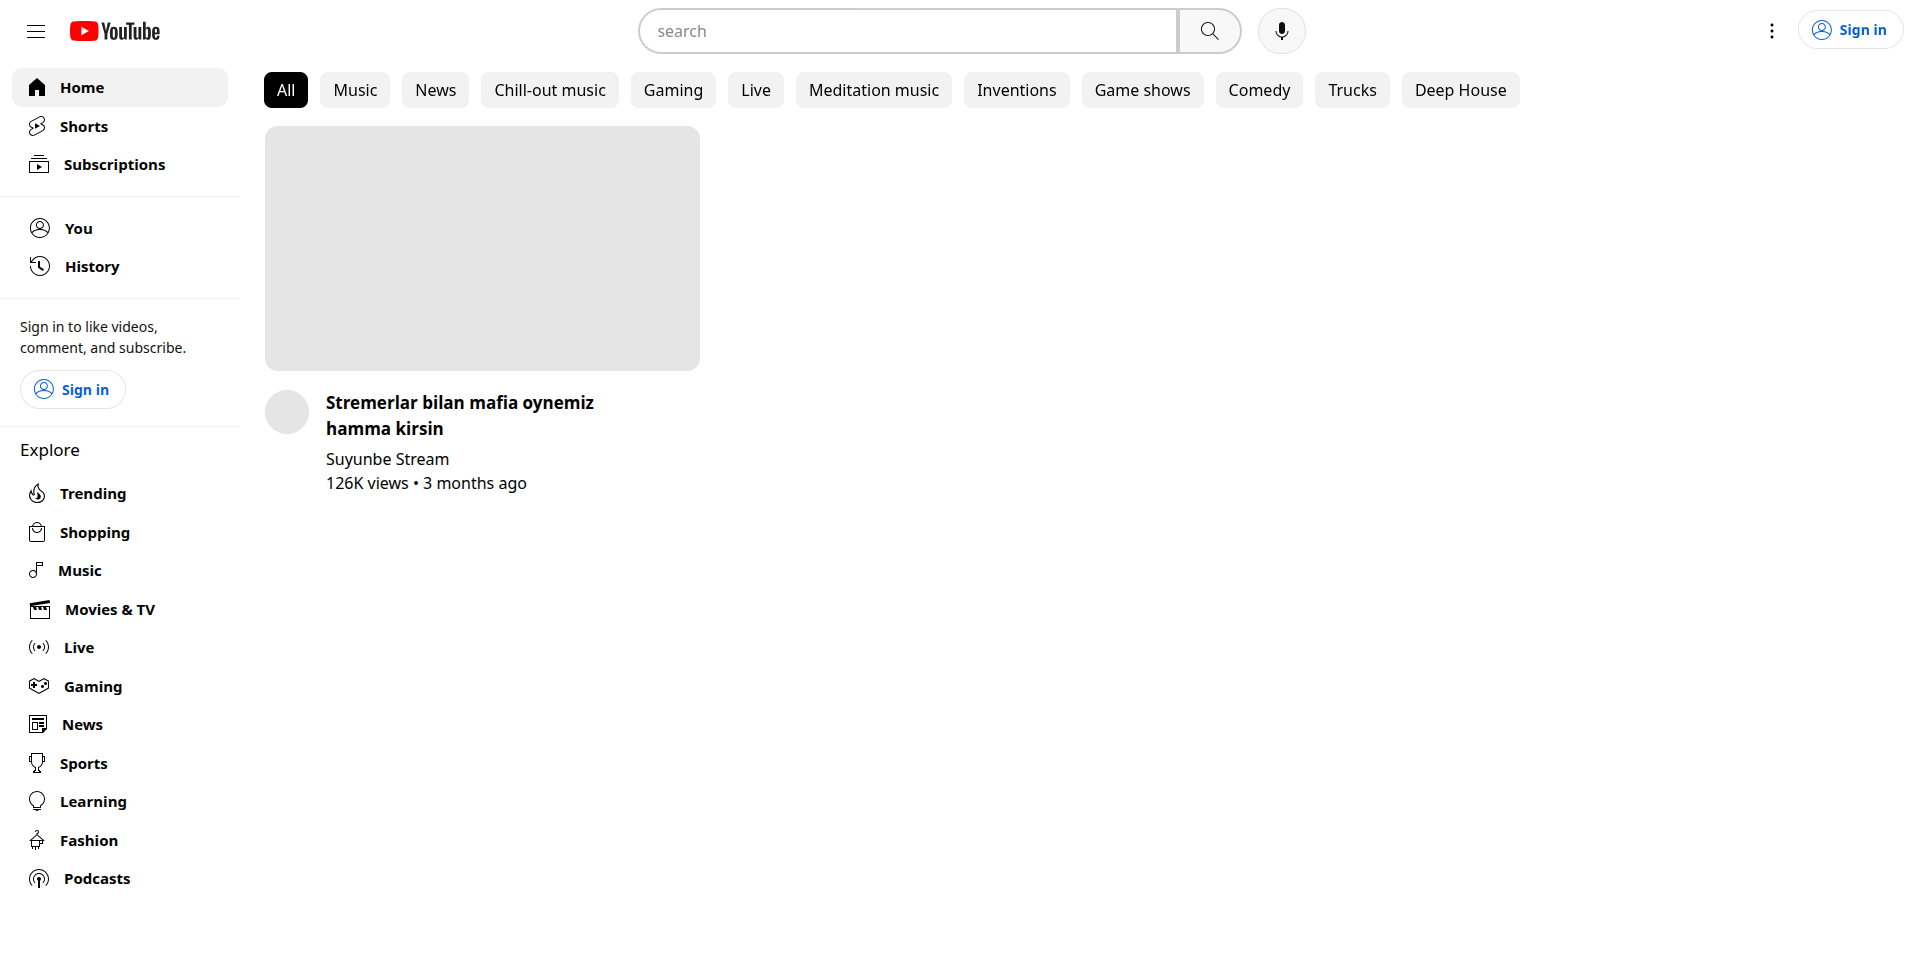 YouTube
search
Sign in
Home
Shorts
Subscriptions
You
History
Sign in to like videos,
comment, and subscribe.
Sign in
Explore
Trending
Shopping
Music
Movies & TV
Live
Gaming
News
Sports
Learning
Fashion
Podcasts
All
Music
News
Chill-out music
Gaming
Live
Meditation music
Inventions
Game shows
Comedy
Trucks
Deep House
Stremerlar bilan mafia oynemiz
hamma kirsin
Suyunbe Stream
126K views • 3 months ago